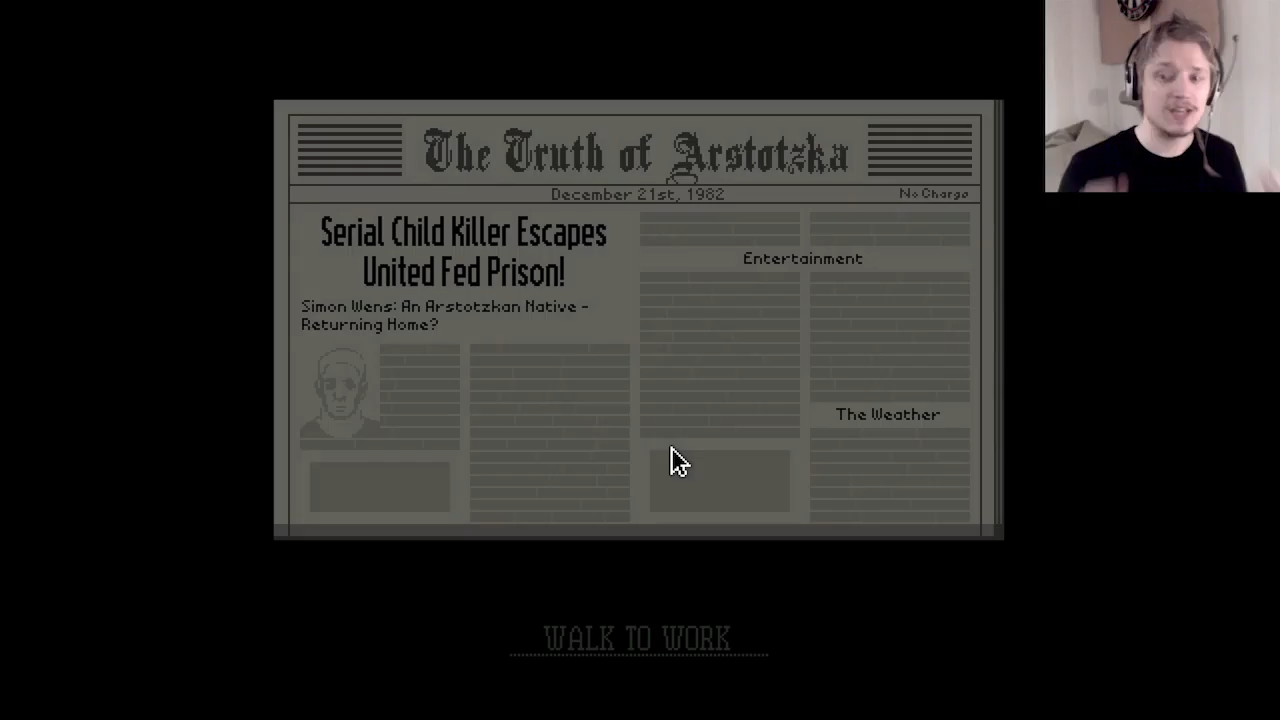 The Truth of Arstotzka
December 21st, 1982
No Charge
Serial Child Killer Escapes
United Fed Prison!
Simon Wens: An Arstotzkan Native -
Returning Home?
Entertainment
The Weather
WALK TO WORK